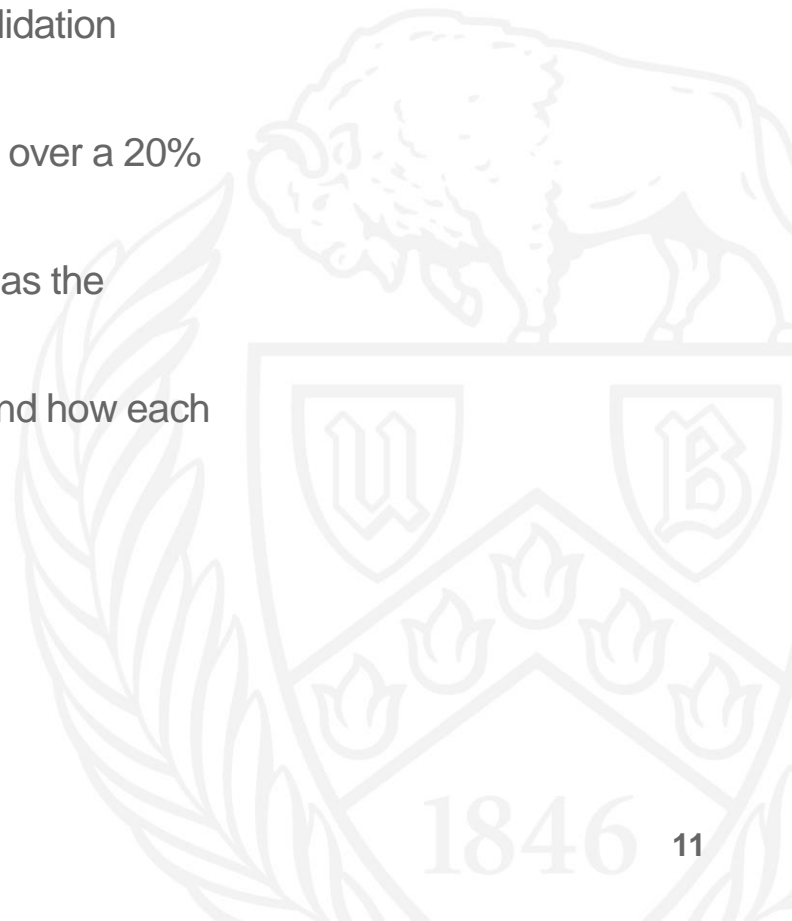 lidation
over a 20%
as the
nd how each
U B
1846
11